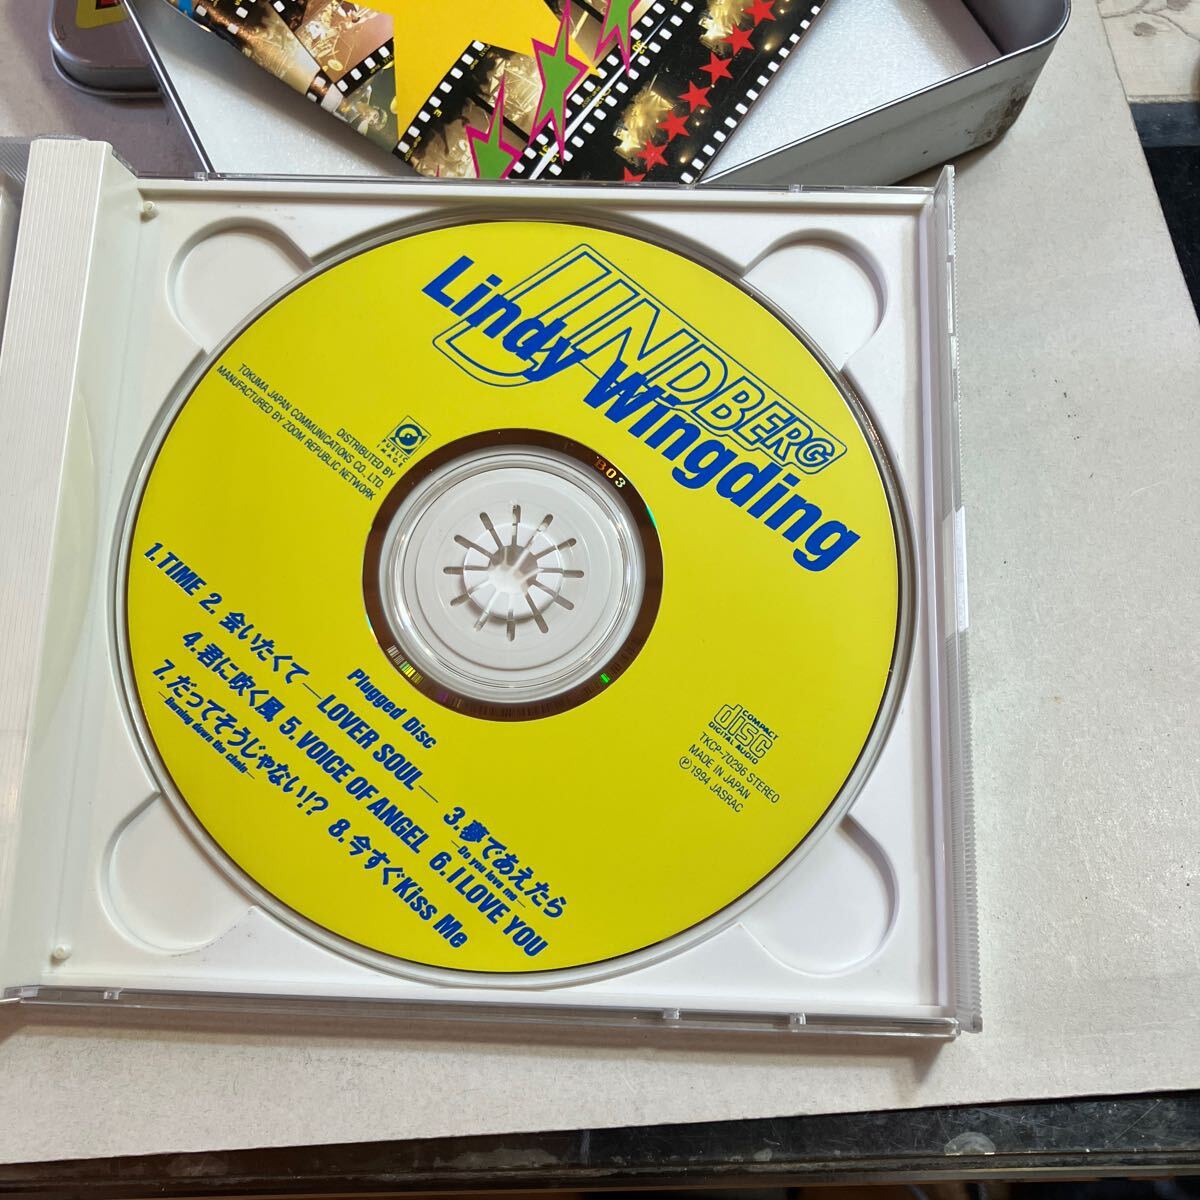 LINDBERG
Lindy Wingding
PUBLIC
IMAGE
DISTRIBUTED BY
TOKUMA JAPAN COMMUNICATIONS CO., LTD.
MANUFACTURED BY ZOOM REPUBLIC NETWORK
B03
Plugged Disc
1. TIME 2. 会いたくて ―LOVER SOUL― 3. 夢であえたら
―Do you love me―
4. 君に吹く風 5. VOICE OF ANGEL 6. I LOVE YOU
7. だってそうじゃない!? 8. 今すぐKiss Me
―Burning down the chain―
COMPACT
disc
DIGITAL AUDIO
TKCP-70296 STEREO
MADE IN JAPAN
Ⓟ1994 JASRAC